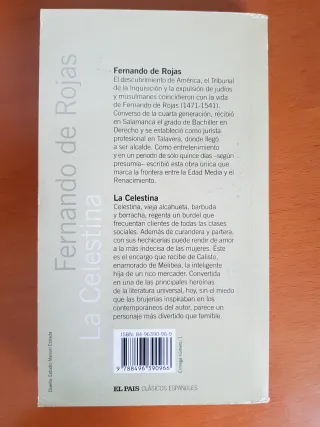 Fernando de Rojas
La Celestina
Fernando de Rojas
El descubrimiento de América, el Tribunal
de la Inquisición y la expulsión de judíos
y musulmanes coincidieron con la vida
de Fernando de Rojas (1471-1541).
Converso de la cuarta generación, recibió
en Salamanca el grado de Bachiller en
Derecho y se estableció como jurista
profesional en Talavera, donde llegó
a ser alcalde. Como entretenimiento
y en un periodo de sólo quince días -según
presumía- escribió esta obra única que
marca la frontera entre la Edad Media y el
Renacimiento.
La Celestina
Celestina, vieja alcahueta, barbuda
y borracha, regenta un burdel que
frecuentan clientes de todas las clases
sociales. Además de curandera y partera,
con sus hechicerías puede rendir de amor
a la más indecisa de las mujeres. Éste
es el encargo que recibe de Calisto,
enamorado de Melibea, la inteligente
hija de un rico mercader. Convertida
en una de las principales heroínas
de la literatura universal, hoy, sin el miedo
que las brujerías inspiraban en los
contemporáneos del autor, parece un
personaje más divertido que temible.
ISBN: 84-96390-96-9
9 788496 390966
EL PAIS CLÁSICOS ESPAÑOLES
Diseño: Estudio Manuel Estrada